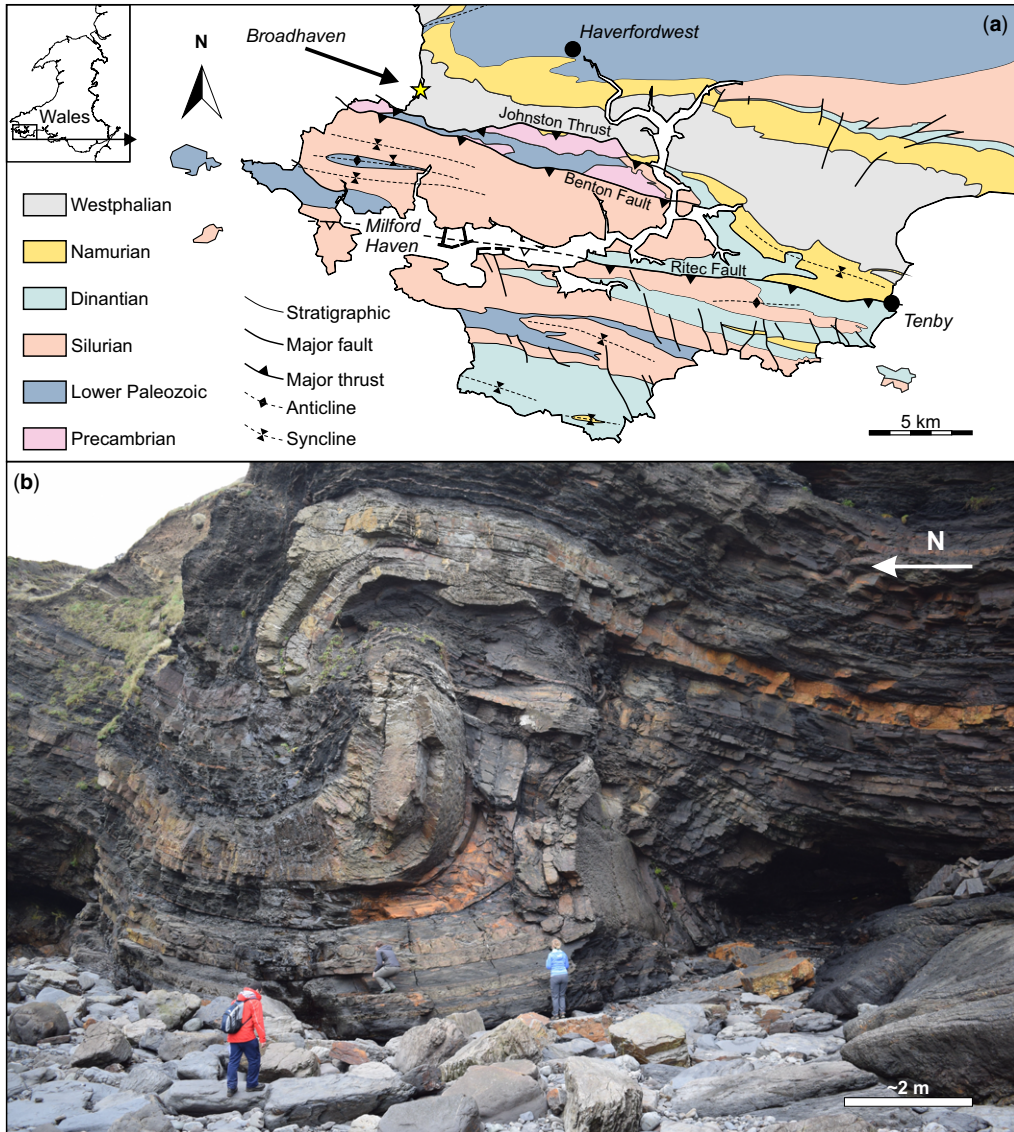 (a)
Haverfordwest
Broadhaven
N
Wales
Johnston Thrust
Benton Fault
Westphalian
Milford
Haven
Namurian
Ritec Fault
Dinantian
Stratigraphic
Tenby
Silurian
Major fault
Major thrust
Lower Paleozoic
Anticline
5 km
Precambrian
Syncline
(b)
N
~2 m